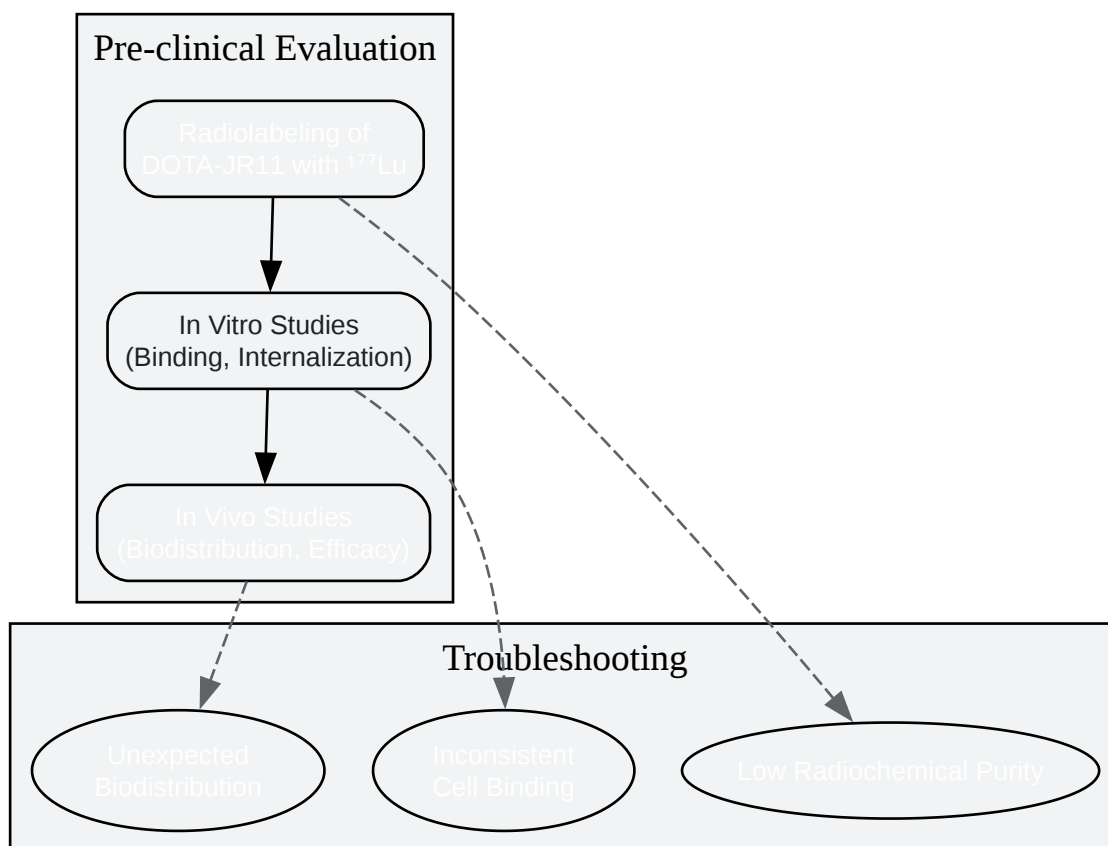 Pre-clinical Evaluation
Radiolabeling of
DOTA-JR11 with ¹⁷⁷Lu
In Vitro Studies
(Binding, Internalization)
In Vivo Studies
(Biodistribution, Efficacy)
Troubleshooting
Unexpected
Biodistribution
Inconsistent
Cell Binding
Low Radiochemical Purity